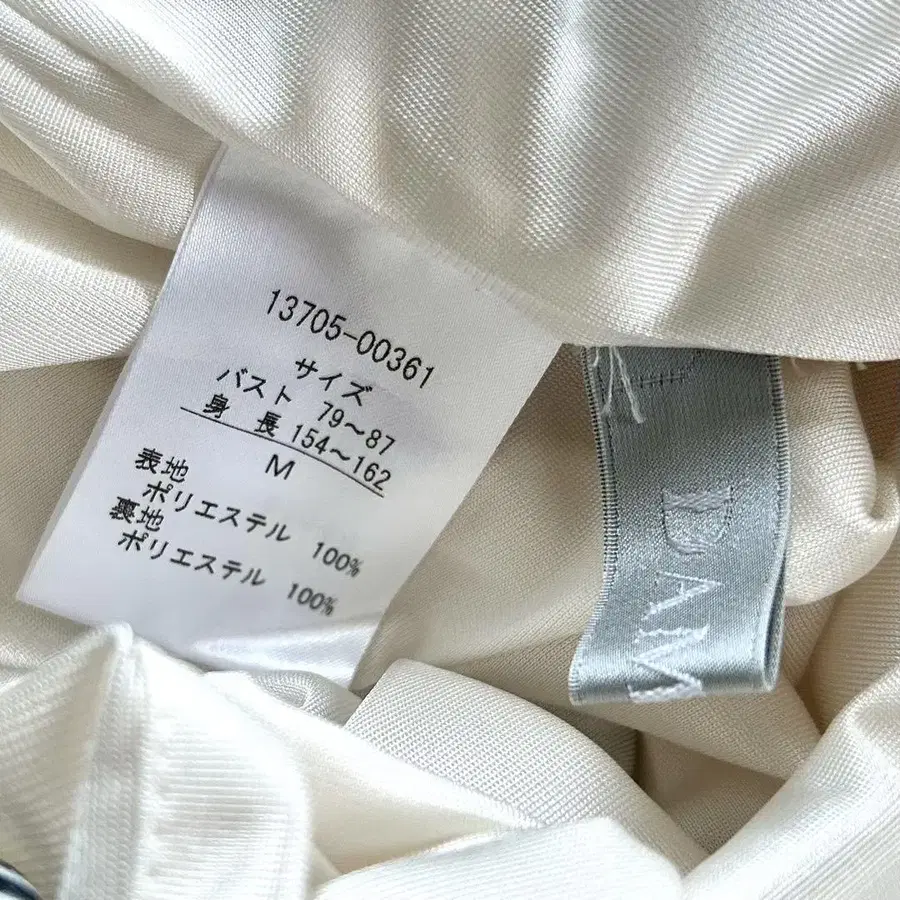 13705-00361
サイズ
バスト 79～87
身長 154～162
M
表地
ポリエステル 100%
裏地
ポリエステル 100%
DAM